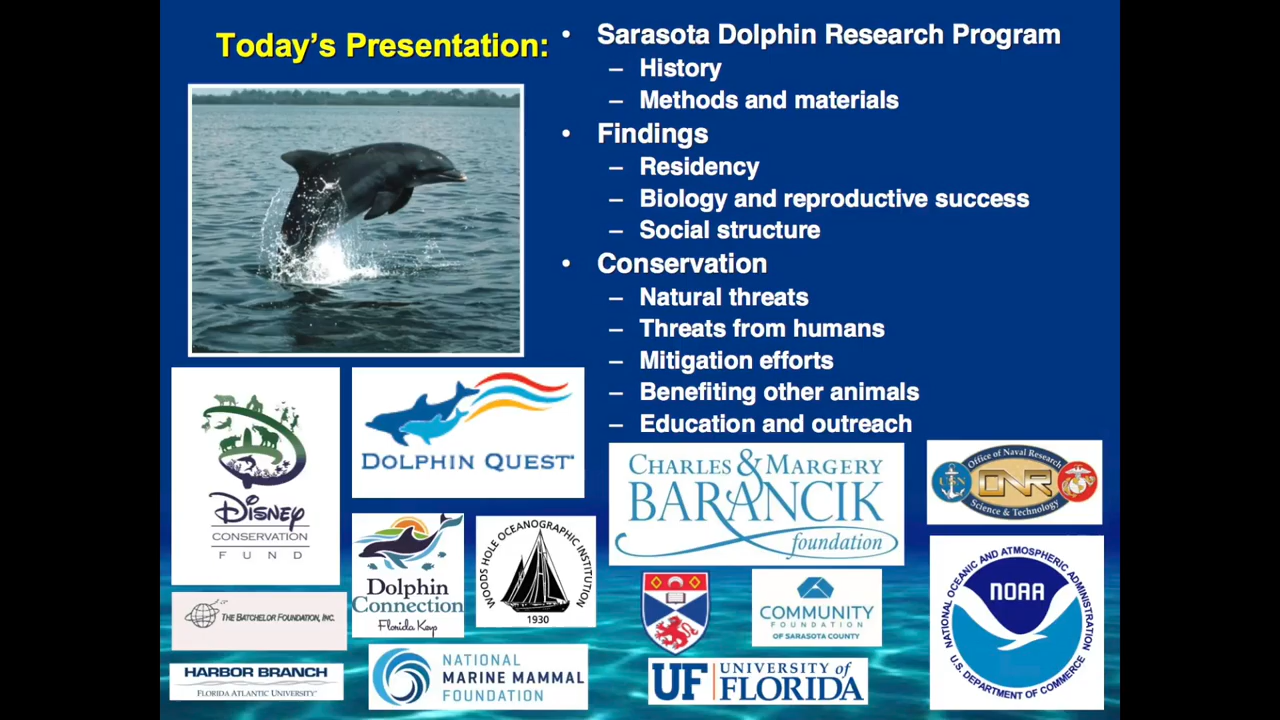 Today's Presentation:
• Sarasota Dolphin Research Program
– History
– Methods and materials
• Findings
– Residency
– Biology and reproductive success
– Social structure
• Conservation
– Natural threats
– Threats from humans
– Mitigation efforts
– Benefiting other animals
– Education and outreach
Disney
CONSERVATION
FUND
DOLPHIN QUEST
Dolphin
Connection
Florida Keys
WOODS HOLE OCEANOGRAPHIC INSTITUTION
1930
CHARLES & MARGERY
BARANCIK
foundation
Office of Naval Research
USN
ONR
Science & Technology
THE BATCHELOR FOUNDATION, INC.
HARBOR BRANCH
FLORIDA ATLANTIC UNIVERSITY
NATIONAL
MARINE MAMMAL
FOUNDATION
COMMUNITY
FOUNDATION
OF SARASOTA COUNTY
UF UNIVERSITY of
FLORIDA
NATIONAL OCEANIC AND ATMOSPHERIC ADMINISTRATION
NOAA
U.S. DEPARTMENT OF COMMERCE